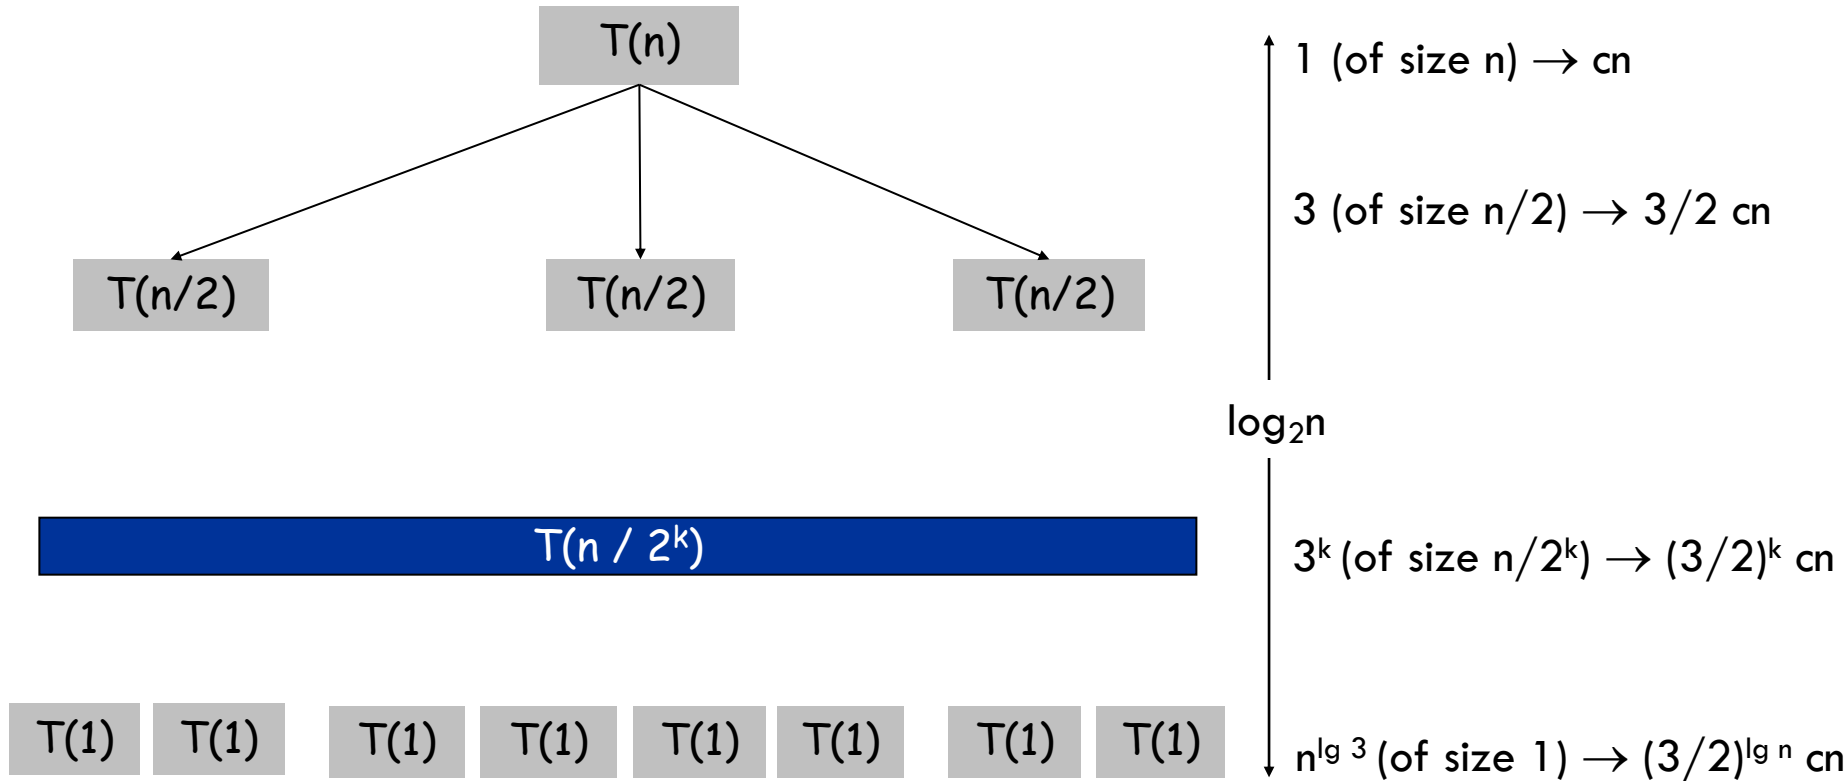 T(n)
1 (of size n) → cn
3 (of size n/2) → 3/2 cn
T(n/2) T(n/2) T(n/2)
log₂n
T(n / 2ᵏ)
3ᵏ (of size n/2ᵏ) → (3/2)ᵏ cn
T(1) T(1) T(1) T(1) T(1) T(1) T(1) T(1)
n^lg 3 (of size 1) → (3/2)^lg n cn